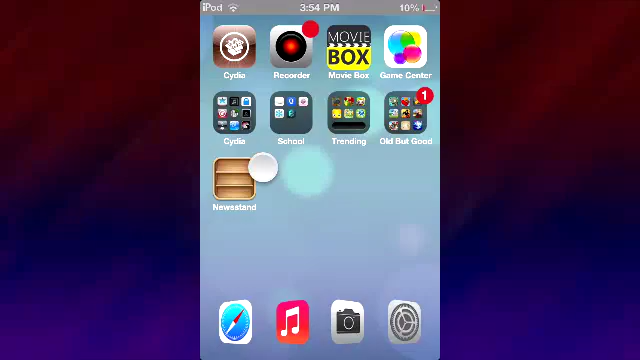 iPod 3:54 PM 10%
MOVIE
BOX
Cydia Recorder Movie Box Game Center
1
Cydia School Trending Old But Good
Newsstand